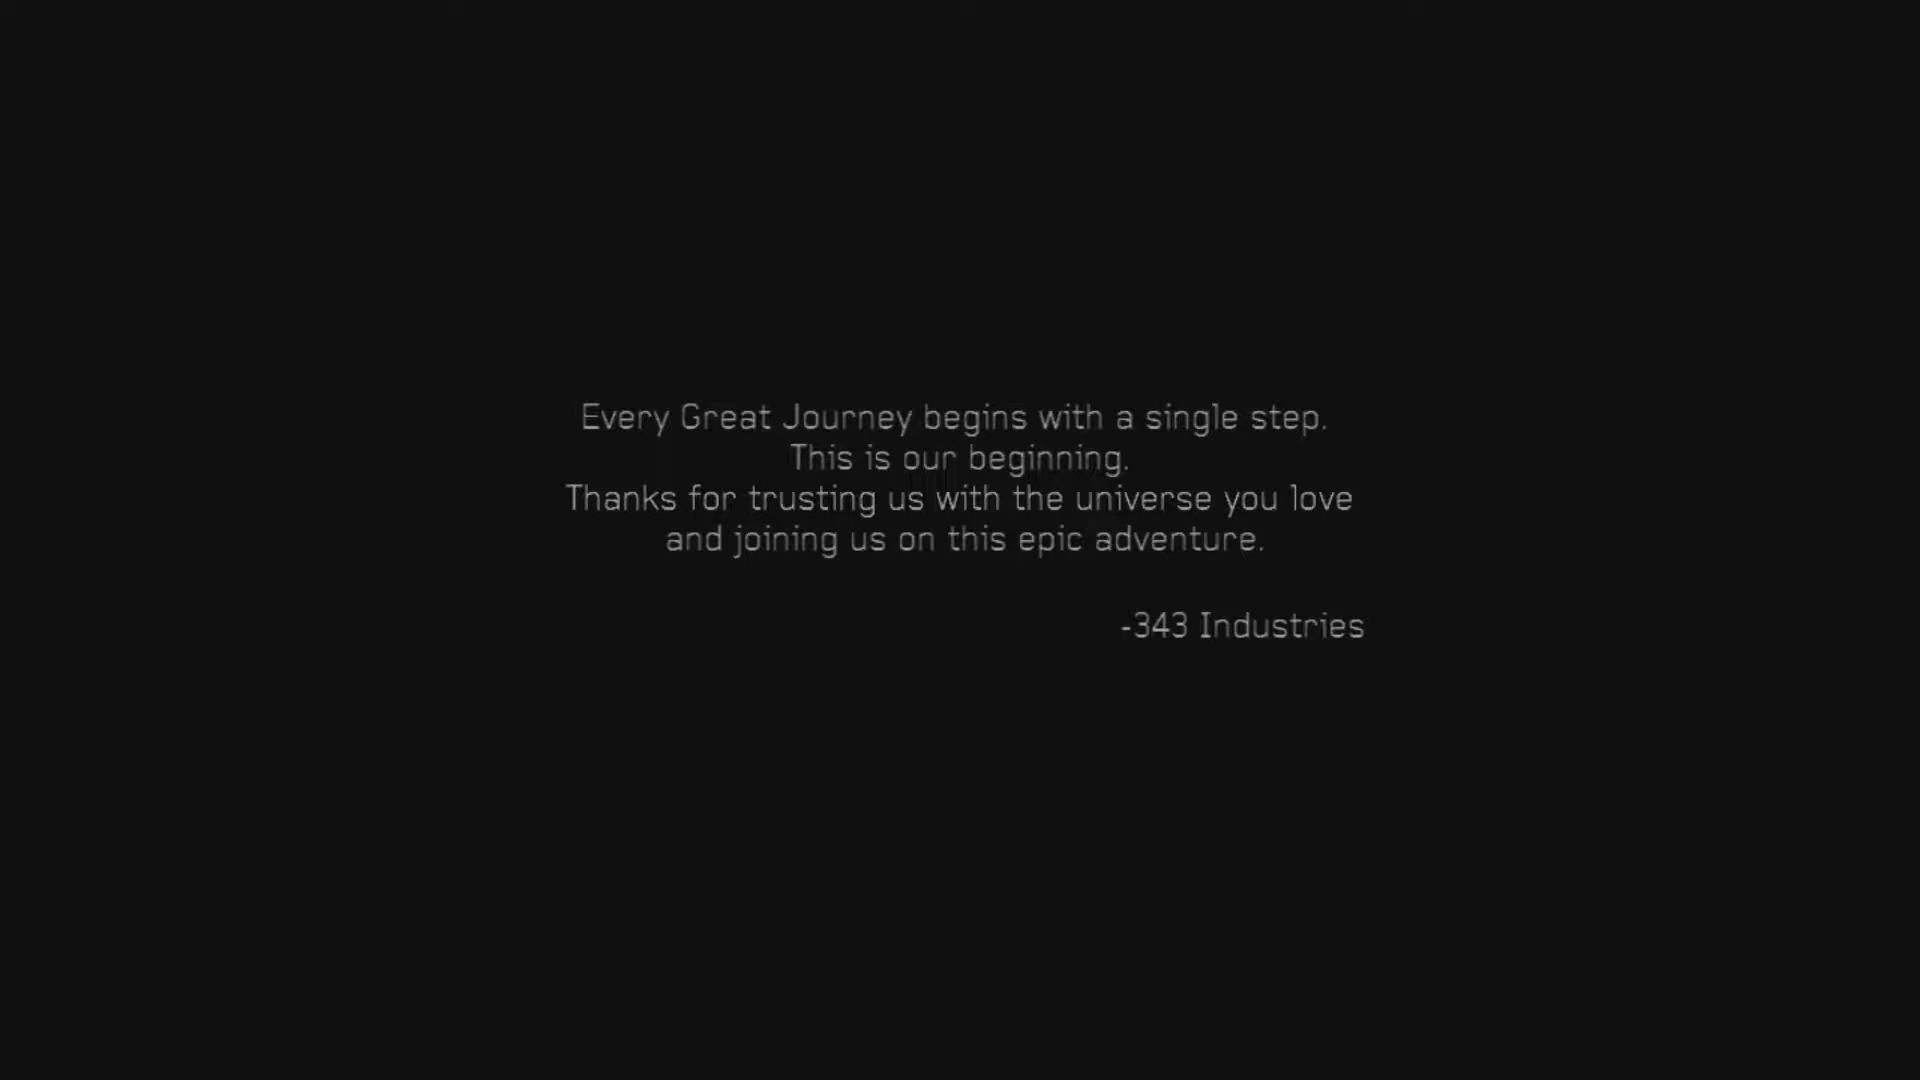 Every Great Journey begins with a single step.
This is our beginning.
Thanks for trusting us with the universe you love
and joining us on this epic adventure.
-343 Industries